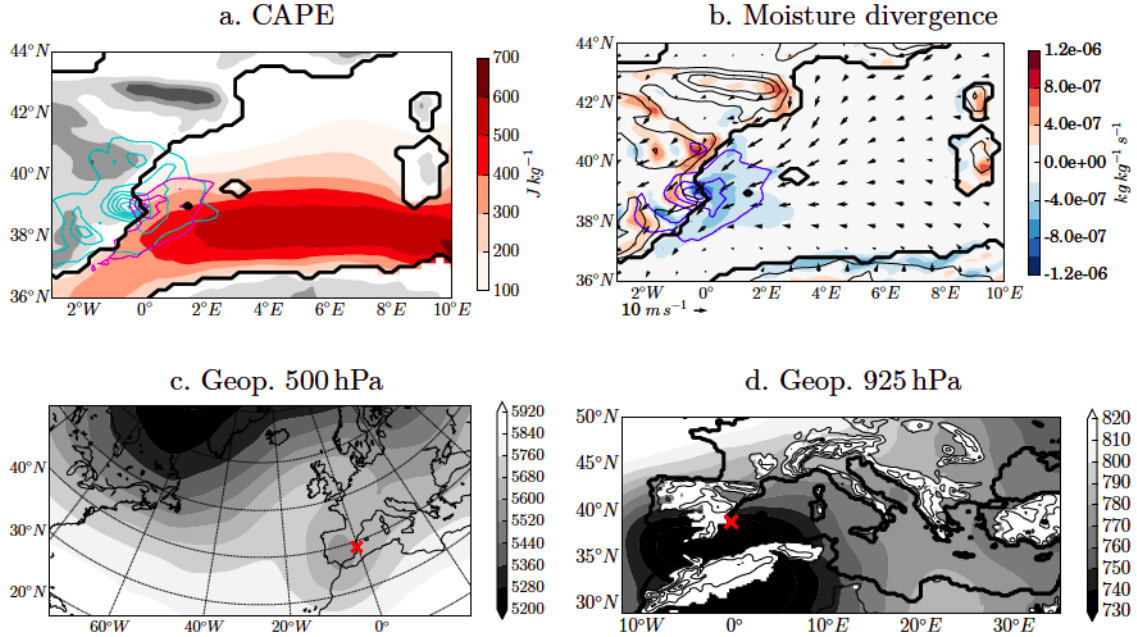 a. CAPE
44°N
42°N
40°N
38°N
36°N
2°W 0° 2°E 4°E 6°E 8°E 10°E
700
600
500
400
300
200
100
J kg⁻¹
b. Moisture divergence
44°N
42°N
40°N
38°N
36°N
2°W 0° 2°E 4°E 6°E 8°E 10°E
10 m s⁻¹
1.2e-06
8.0e-07
4.0e-07
0.0e+00
-4.0e-07
-8.0e-07
-1.2e-06
kg kg⁻¹ s⁻¹
c. Geop. 500 hPa
40°N
30°N
20°N
60°W 40°W 20°W 0°
5920
5840
5760
5680
5600
5520
5440
5360
5280
5200
d. Geop. 925 hPa
50°N
45°N
40°N
35°N
30°N
10°W 0° 10°E 20°E 30°E
820
810
800
790
780
770
760
750
740
730